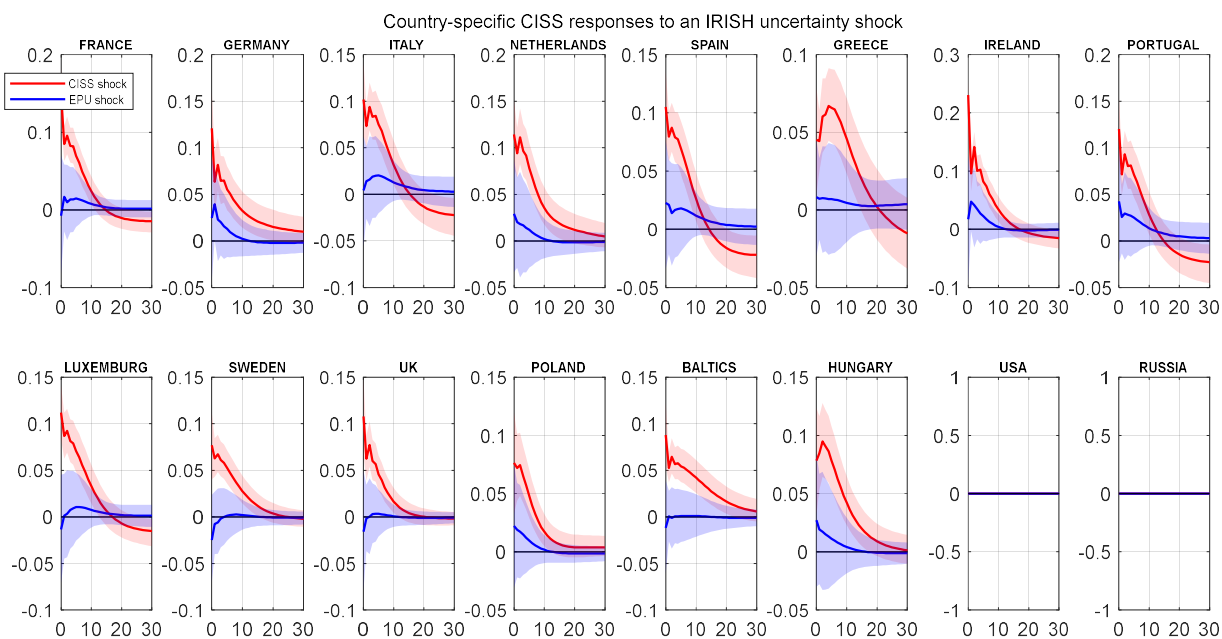 Country-specific CISS responses to an IRISH uncertainty shock
FRANCE GERMANY ITALY NETHERLANDS SPAIN GREECE IRELAND PORTUGAL
0.2 0.2 0.15 0.15 0.15 0.1 0.3 0.2
CISS shock
EPU shock
0.15 0.1 0.1 0.1 0.15
0.1 0.2
0.1 0.05 0.05 0.05 0.05 0.1
0 0.05 0 0 0 0 0.1 0.05
0 -0.05 0 0
-0.1 -0.05 -0.1 -0.05 -0.05 -0.05 -0.1 -0.05
0 10 20 30 0 10 20 30 0 10 20 30 0 10 20 30 0 10 20 30 0 10 20 30 0 10 20 30 0 10 20 30
LUXEMBURG SWEDEN UK POLAND BALTICS HUNGARY USA RUSSIA
0.15 0.15 0.15 0.15 0.15 0.15 1 1
0.1 0.1 0.1 0.1 0.1 0.1
0.5 0.5
0.05 0.05 0.05 0.05 0.05 0.05
0 0 0 0 0 0
0 0
-0.05 -0.05 -0.05 -0.05 -0.5 -0.5
-0.1 -0.1 -0.1 -0.05 -0.1 -0.05 -1 -1
0 10 20 30 0 10 20 30 0 10 20 30 0 10 20 30 0 10 20 30 0 10 20 30 0 10 20 30 0 10 20 30